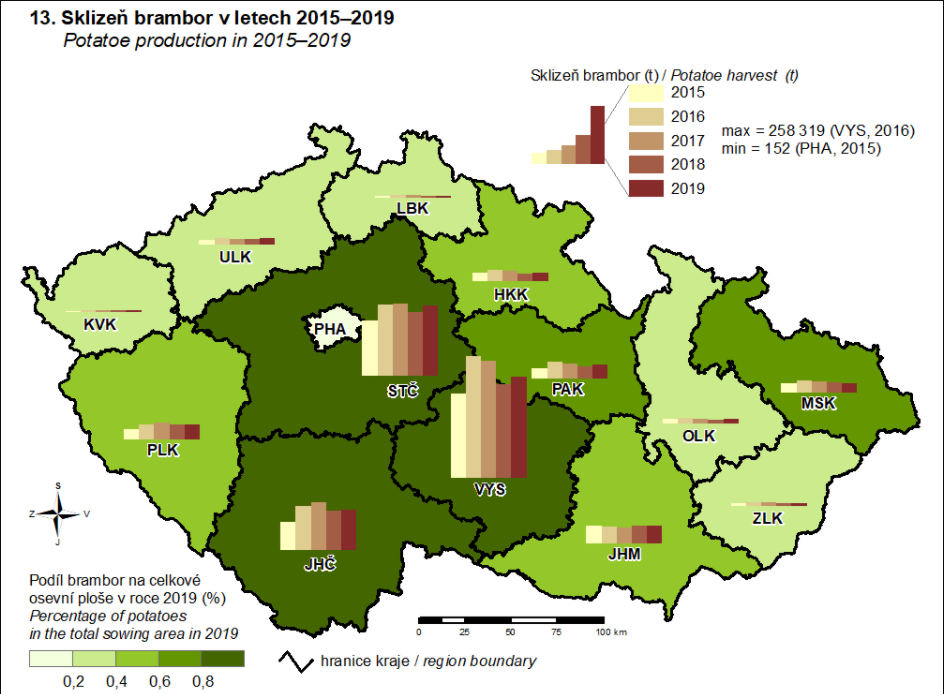 13. Sklizeň brambor v letech 2015–2019
Potatoe production in 2015–2019
Sklizeň brambor (t) / Potatoe harvest (t)
2015
2016
2017
2018
2019
max = 258 319 (VYS, 2016)
min = 152 (PHA, 2015)
LBK
ULK
HKK
KVK
PHA
STČ
PAK
MSK
OLK
PLK
VYS
ZLK
JHM
JHČ
S
Z
V
J
Podíl brambor na celkové
osevní ploše v roce 2019 (%)
Percentage of potatoes
in the total sowing area in 2019
0,2 0,4 0,6 0,8
hranice kraje / region boundary
0 25 50 75 100 km